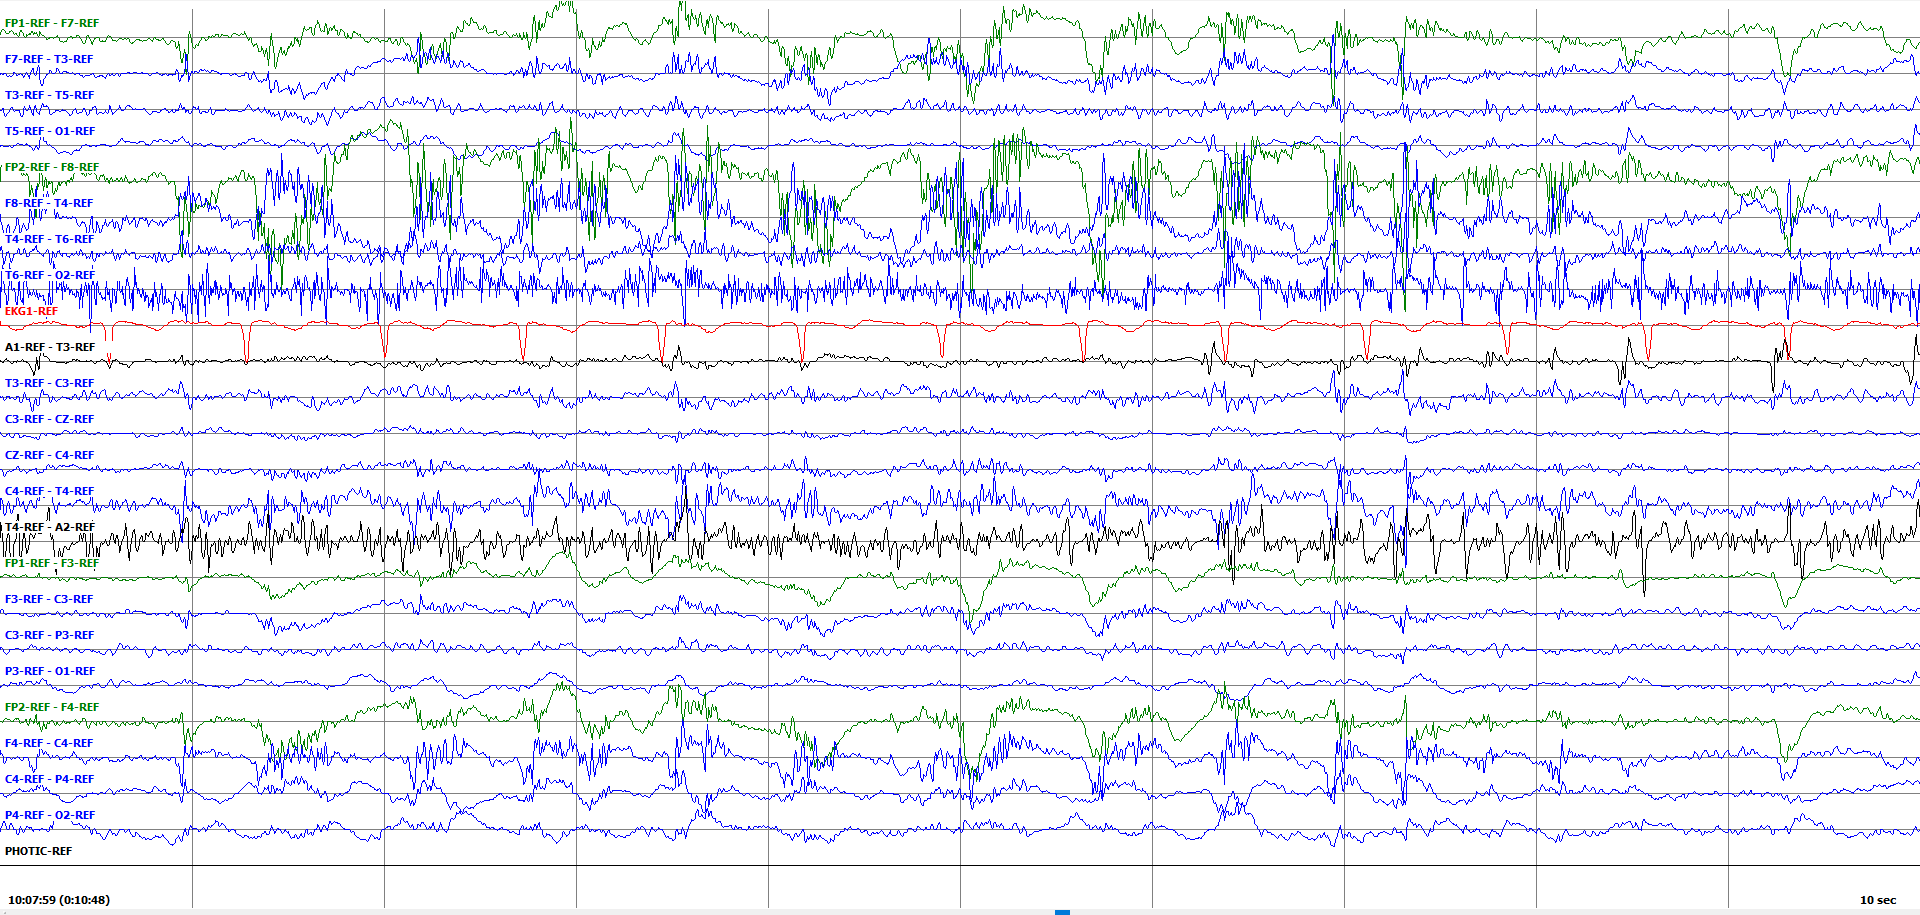 FP1-REF - F7-REF
F7-REF - T3-REF
T3-REF - T5-REF
T5-REF - O1-REF
FP2-REF - F8-REF
F8-REF - T4-REF
T4-REF - T6-REF
T6-REF - O2-REF
EKG1-REF
A1-REF - T3-REF
T3-REF - C3-REF
C3-REF - CZ-REF
CZ-REF - C4-REF
C4-REF - T4-REF
T4-REF - A2-REF
FP1-REF - F3-REF
F3-REF - C3-REF
C3-REF - P3-REF
P3-REF - O1-REF
FP2-REF - F4-REF
F4-REF - C4-REF
C4-REF - P4-REF
P4-REF - O2-REF
PHOTIC-REF
10:07:59 (0:10:48) 10 sec